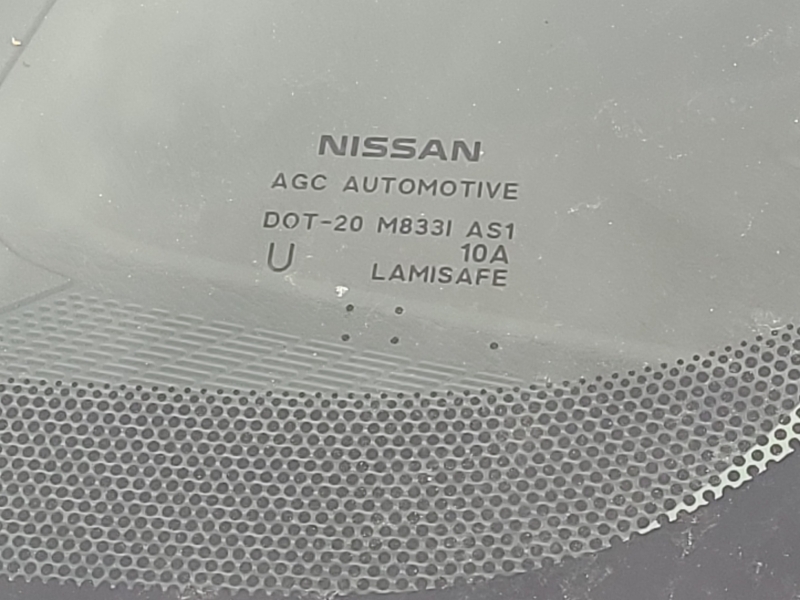 NISSAN
AGC AUTOMOTIVE
DOT-20 M833I AS1
10A
U
LAMISAFE